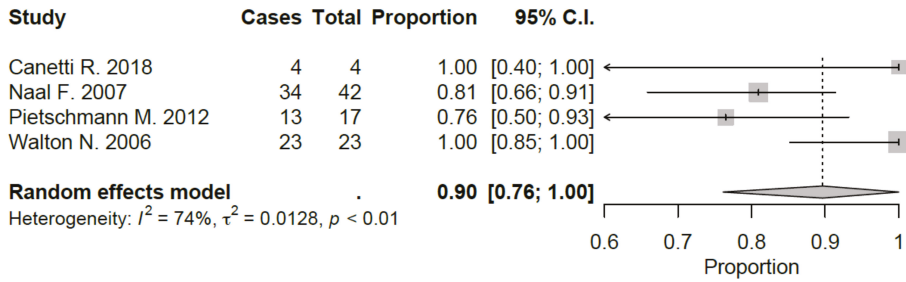 Study Cases Total Proportion 95% C.I.
Canetti R. 2018 4 4 1.00 [0.40; 1.00]
Naal F. 2007 34 42 0.81 [0.66; 0.91]
Pietschmann M. 2012 13 17 0.76 [0.50; 0.93]
Walton N. 2006 23 23 1.00 [0.85; 1.00]
Random effects model . 0.90 [0.76; 1.00]
Heterogeneity: I² = 74%, τ² = 0.0128, p < 0.01
0.6 0.7 0.8 0.9 1
Proportion